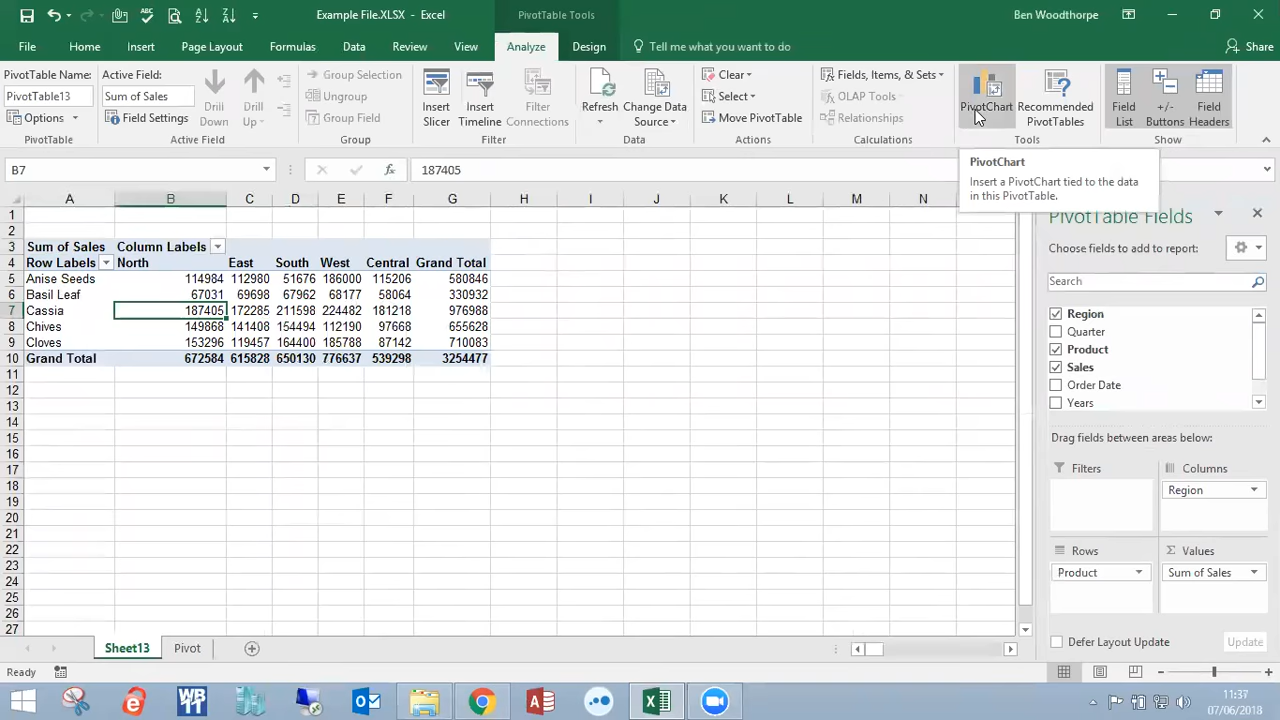 Example File.XLSX - Excel
PivotTable Tools
Ben Woodthorpe
File Home Insert Page Layout Formulas Data Review View Analyze Design Tell me what you want to do Share
PivotTable Name:
PivotTable13
Options
PivotTable
Active Field:
Sum of Sales
Field Settings
Drill Down
Drill Up
Active Field
Group Selection
Ungroup
Group Field
Group
Insert Slicer
Insert Timeline
Filter Connections
Filter
Refresh
Change Data Source
Data
Clear
Select
Move PivotTable
Actions
Fields, Items, & Sets
OLAP Tools
Relationships
Calculations
PivotChart
Recommended PivotTables
Tools
Field List
+/- Buttons
Field Headers
Show
B7
fx
187405
PivotChart
Insert a PivotChart tied to the data
in this PivotTable.
A B C D E F G H I J K L M N
1
2
3 Sum of Sales Column Labels
4 Row Labels North East South West Central Grand Total
5 Anise Seeds 114984 112980 51676 186000 115206 580846
6 Basil Leaf 67031 69698 67962 68177 58064 330932
7 Cassia 187405 172285 211598 224482 181218 976988
8 Chives 149868 141408 154494 112190 97668 655628
9 Cloves 153296 119457 164400 185788 87142 710083
10 Grand Total 672584 615828 650130 776637 539298 3254477
11
12
13
14
15
16
17
18
19
20
21
22
23
24
25
26
27
PivotTable Fields
Choose fields to add to report:
Search
Region
Quarter
Product
Sales
Order Date
Years
Drag fields between areas below:
Filters
Columns
Region
Rows
Product
Σ Values
Sum of Sales
Defer Layout Update
Update
Sheet13 Pivot
Ready
11:37
07/06/2018